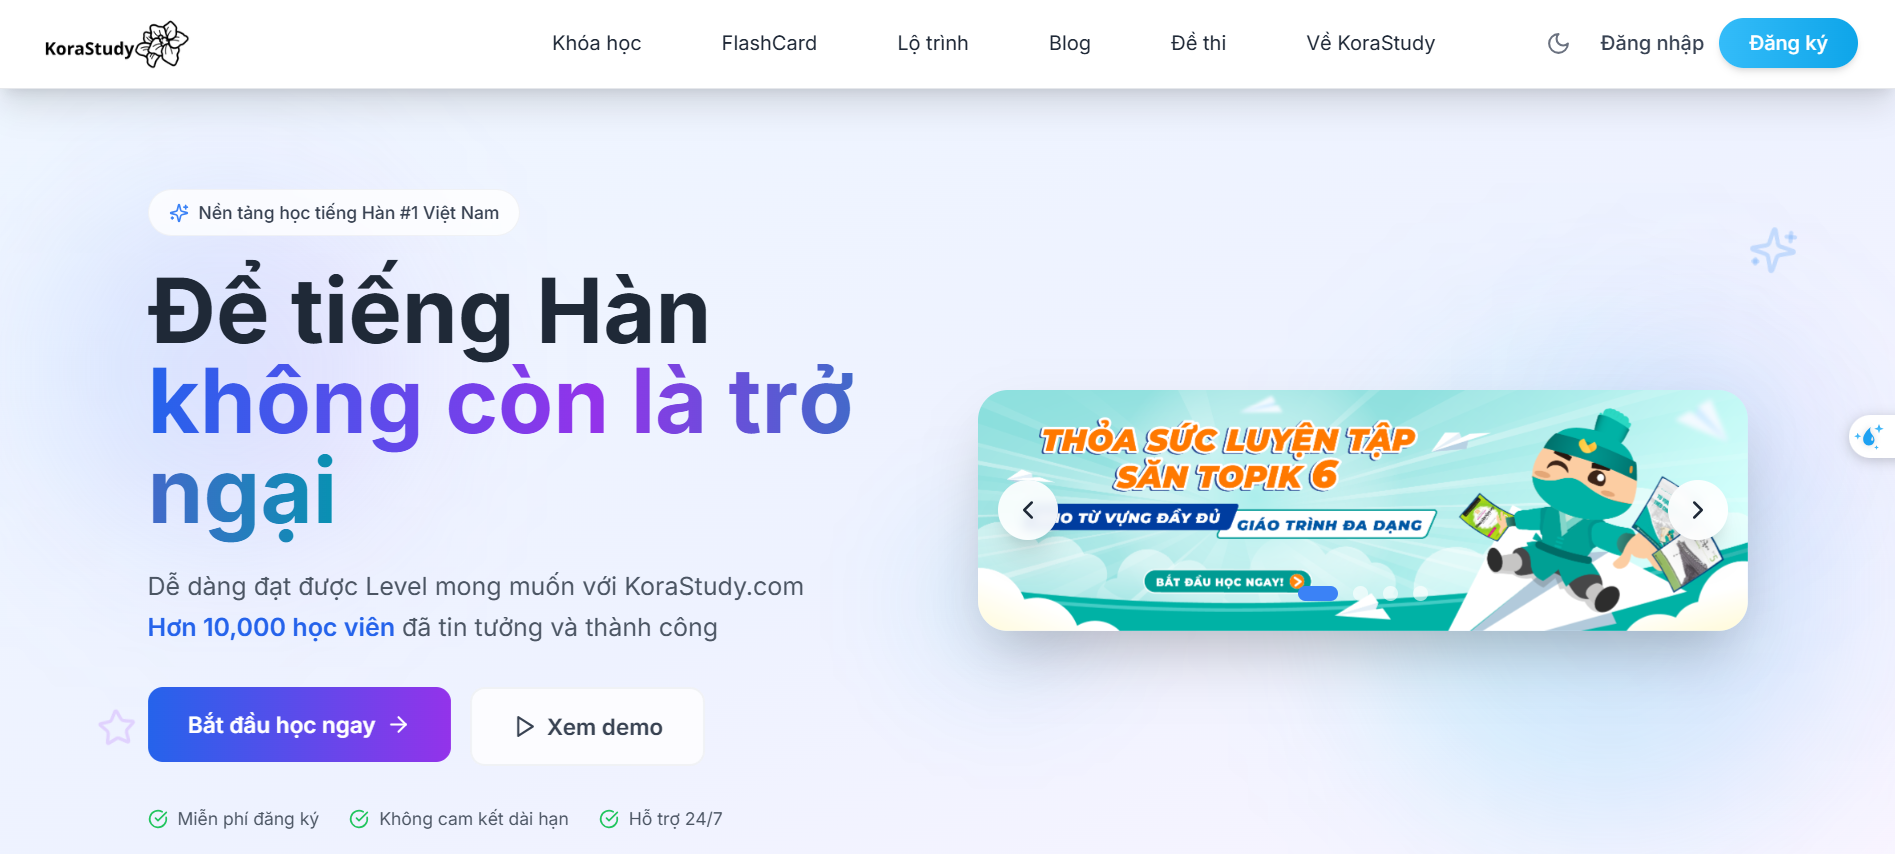 KoraStudy
Khóa học
FlashCard
Lộ trình
Blog
Đề thi
Về KoraStudy
Đăng nhập
Đăng ký
Nền tảng học tiếng Hàn #1 Việt Nam
Để tiếng Hàn
không còn là trở
ngại
Dễ dàng đạt được Level mong muốn với KoraStudy.com
Hơn 10,000 học viên đã tin tưởng và thành công
Bắt đầu học ngay
Xem demo
Miễn phí đăng ký
Không cam kết dài hạn
Hỗ trợ 24/7
THỎA SỨC LUYỆN TẬP
SĂN TOPIK 6
TỪ VỰNG ĐẦY ĐỦ
GIÁO TRÌNH ĐA DẠNG
BẮT ĐẦU HỌC NGAY!